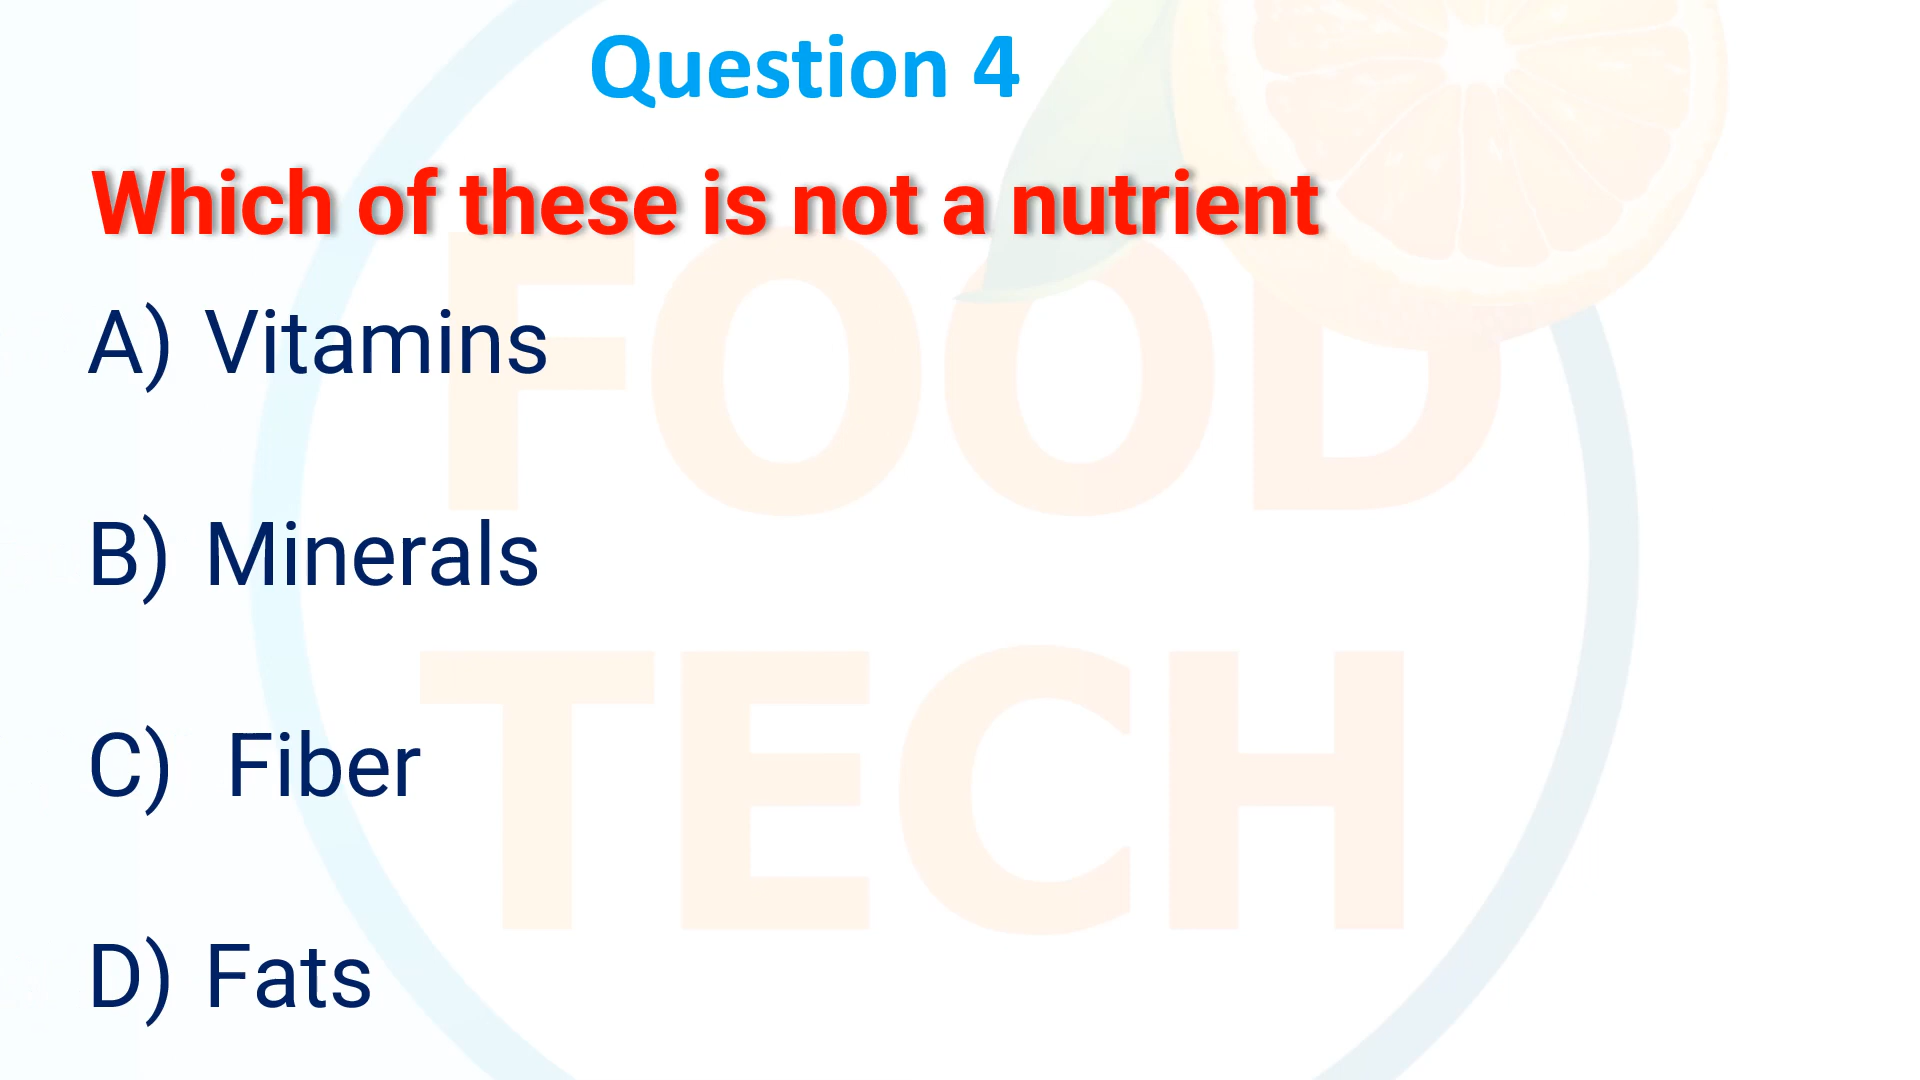 Question 4
Which of these is not a nutrient
A) Vitamins
B) Minerals
C) Fiber
D) Fats
FOOD
TECH